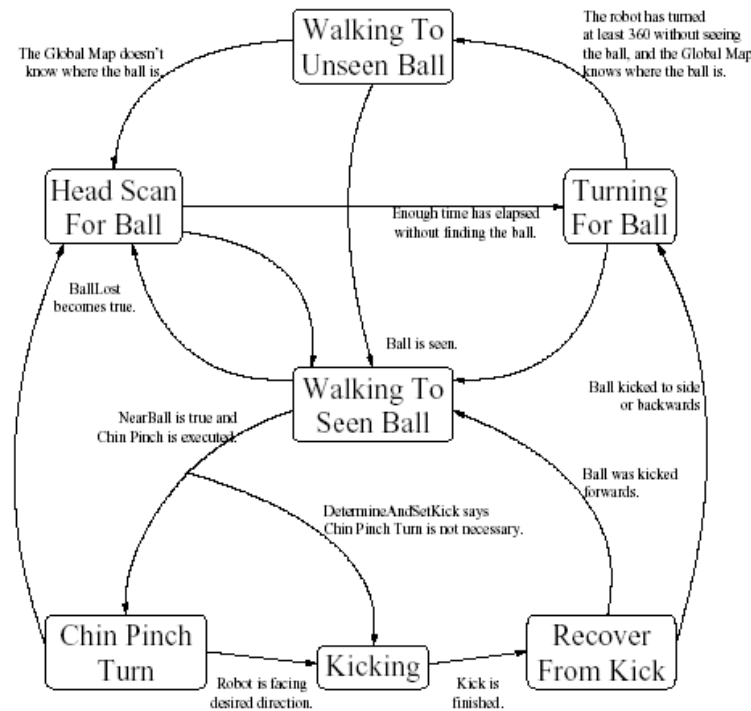 Walking To
Unseen Ball
The Global Map doesn't
know where the ball is.
The robot has turned
at least 360 without seeing
the ball, and the Global Map
knows where the ball is.
Head Scan
For Ball
Turning
For Ball
Enough time has elapsed
without finding the ball.
BallLost
becomes true.
Ball is seen.
Walking To
Seen Ball
Ball kicked to side
or backwards
NearBall is true and
Chin Pinch is executed.
Ball was kicked
forwards.
DetermineAndSetKick says
Chin Pinch Turn is not necessary.
Chin Pinch
Turn
Kicking
Recover
From Kick
Robot is facing
desired direction.
Kick is
finished.